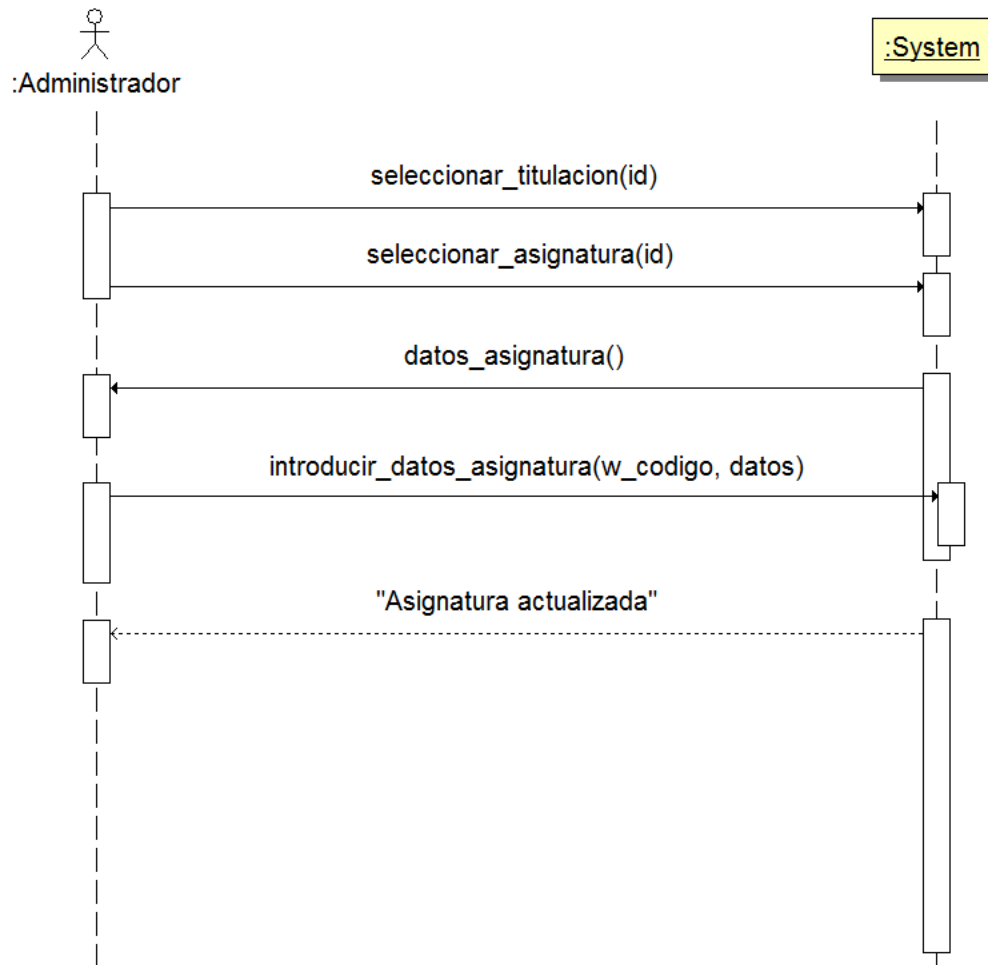 :Administrador
:System
seleccionar_titulacion(id)
seleccionar_asignatura(id)
datos_asignatura()
introducir_datos_asignatura(w_codigo, datos)
"Asignatura actualizada"